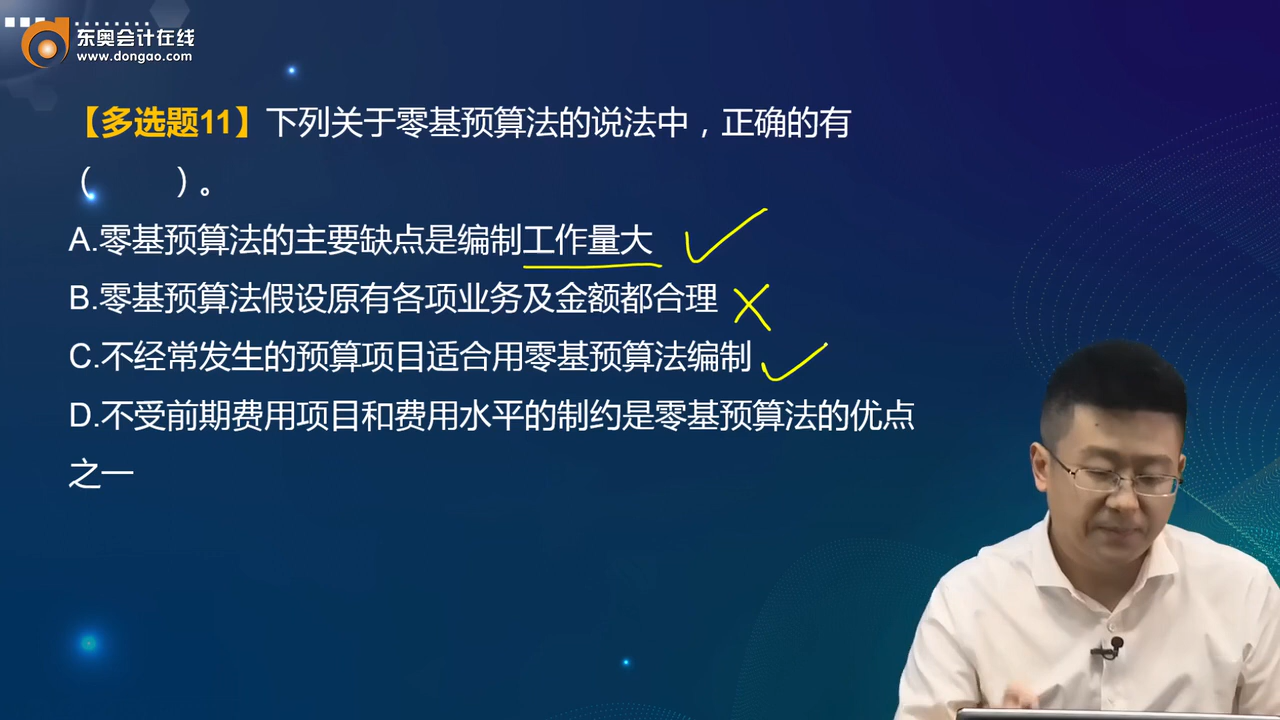 东奥会计在线
www.dongao.com
【多选题11】下列关于零基预算法的说法中，正确的有
（　　）。
A.零基预算法的主要缺点是编制工作量大
B.零基预算法假设原有各项业务及金额都合理
C.不经常发生的预算项目适合用零基预算法编制
D.不受前期费用项目和费用水平的制约是零基预算法的优点
之一